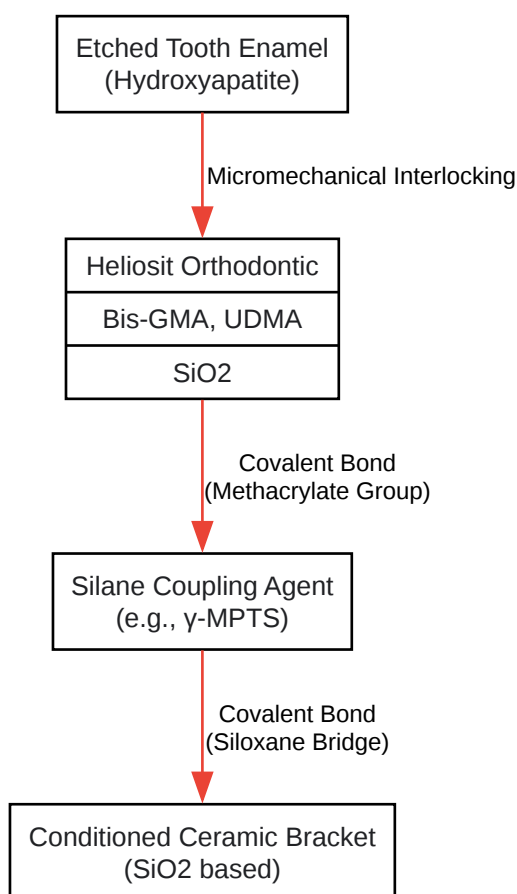 Etched Tooth Enamel
(Hydroxyapatite)
Micromechanical Interlocking
Heliosit Orthodontic
Bis-GMA, UDMA
SiO2
Covalent Bond
(Methacrylate Group)
Silane Coupling Agent
(e.g., γ-MPTS)
Covalent Bond
(Siloxane Bridge)
Conditioned Ceramic Bracket
(SiO2 based)